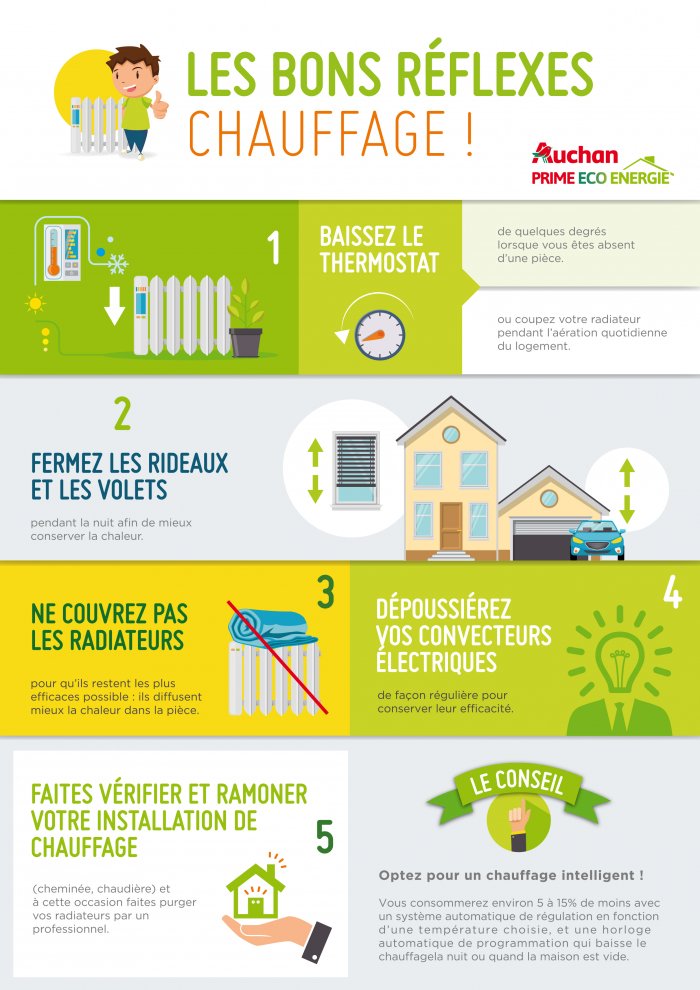 LES BONS RÉFLEXES
CHAUFFAGE !
Auchan
PRIME ECO ENERGIE
1
BAISSEZ LE
THERMOSTAT
de quelques degrés
lorsque vous êtes absent
d'une pièce.
ou coupez votre radiateur
pendant l'aération quotidienne
du logement.
2
FERMEZ LES RIDEAUX
ET LES VOLETS
pendant la nuit afin de mieux
conserver la chaleur.
3
NE COUVREZ PAS
LES RADIATEURS
pour qu'ils restent les plus
efficaces possible : ils diffusent
mieux la chaleur dans la pièce.
4
DÉPOUSSIÉREZ
VOS CONVECTEURS
ÉLECTRIQUES
de façon régulière pour
conserver leur efficacité.
FAITES VÉRIFIER ET RAMONER
VOTRE INSTALLATION DE
CHAUFFAGE
5
(cheminée, chaudière) et
à cette occasion faites purger
vos radiateurs par un
professionnel.
LE CONSEIL
Optez pour un chauffage intelligent !
Vous consommerez environ 5 à 15% de moins avec
un système automatique de régulation en fonction
d'une température choisie, et une horloge
automatique de programmation qui baisse le
chauffagela nuit ou quand la maison est vide.